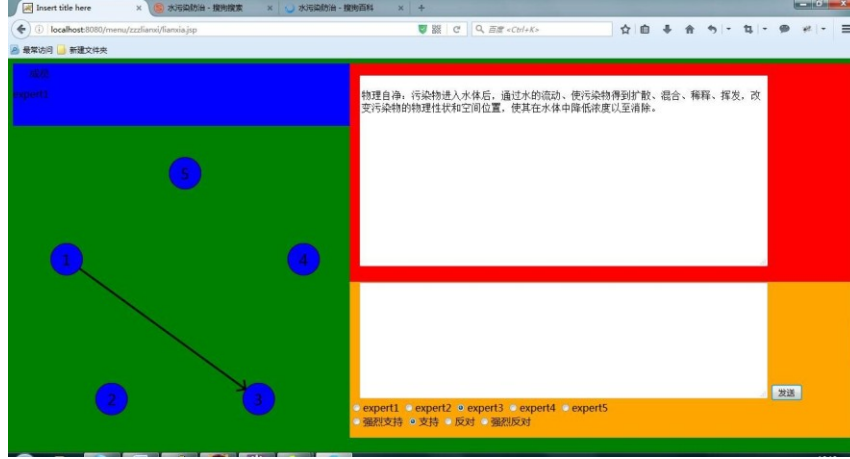 Insert title here
水污染防治 - 搜狗搜索
水污染防治 - 搜狗百科
localhost:8080/menu/zzzlianxi/lianxia.jsp
百度 <Ctrl+K>
最常访问 新建文件夹
expert1
物理自净：污染物进入水体后，通过水的流动、使污染物得到扩散、混合、稀释、挥发，改
变污染物的物理性状和空间位置，使其在水体中降低浓度以至消除。
5
1
4
2
3
发送
expert1 expert2 expert3 expert4 expert5
强烈支持 支持 反对 强烈反对